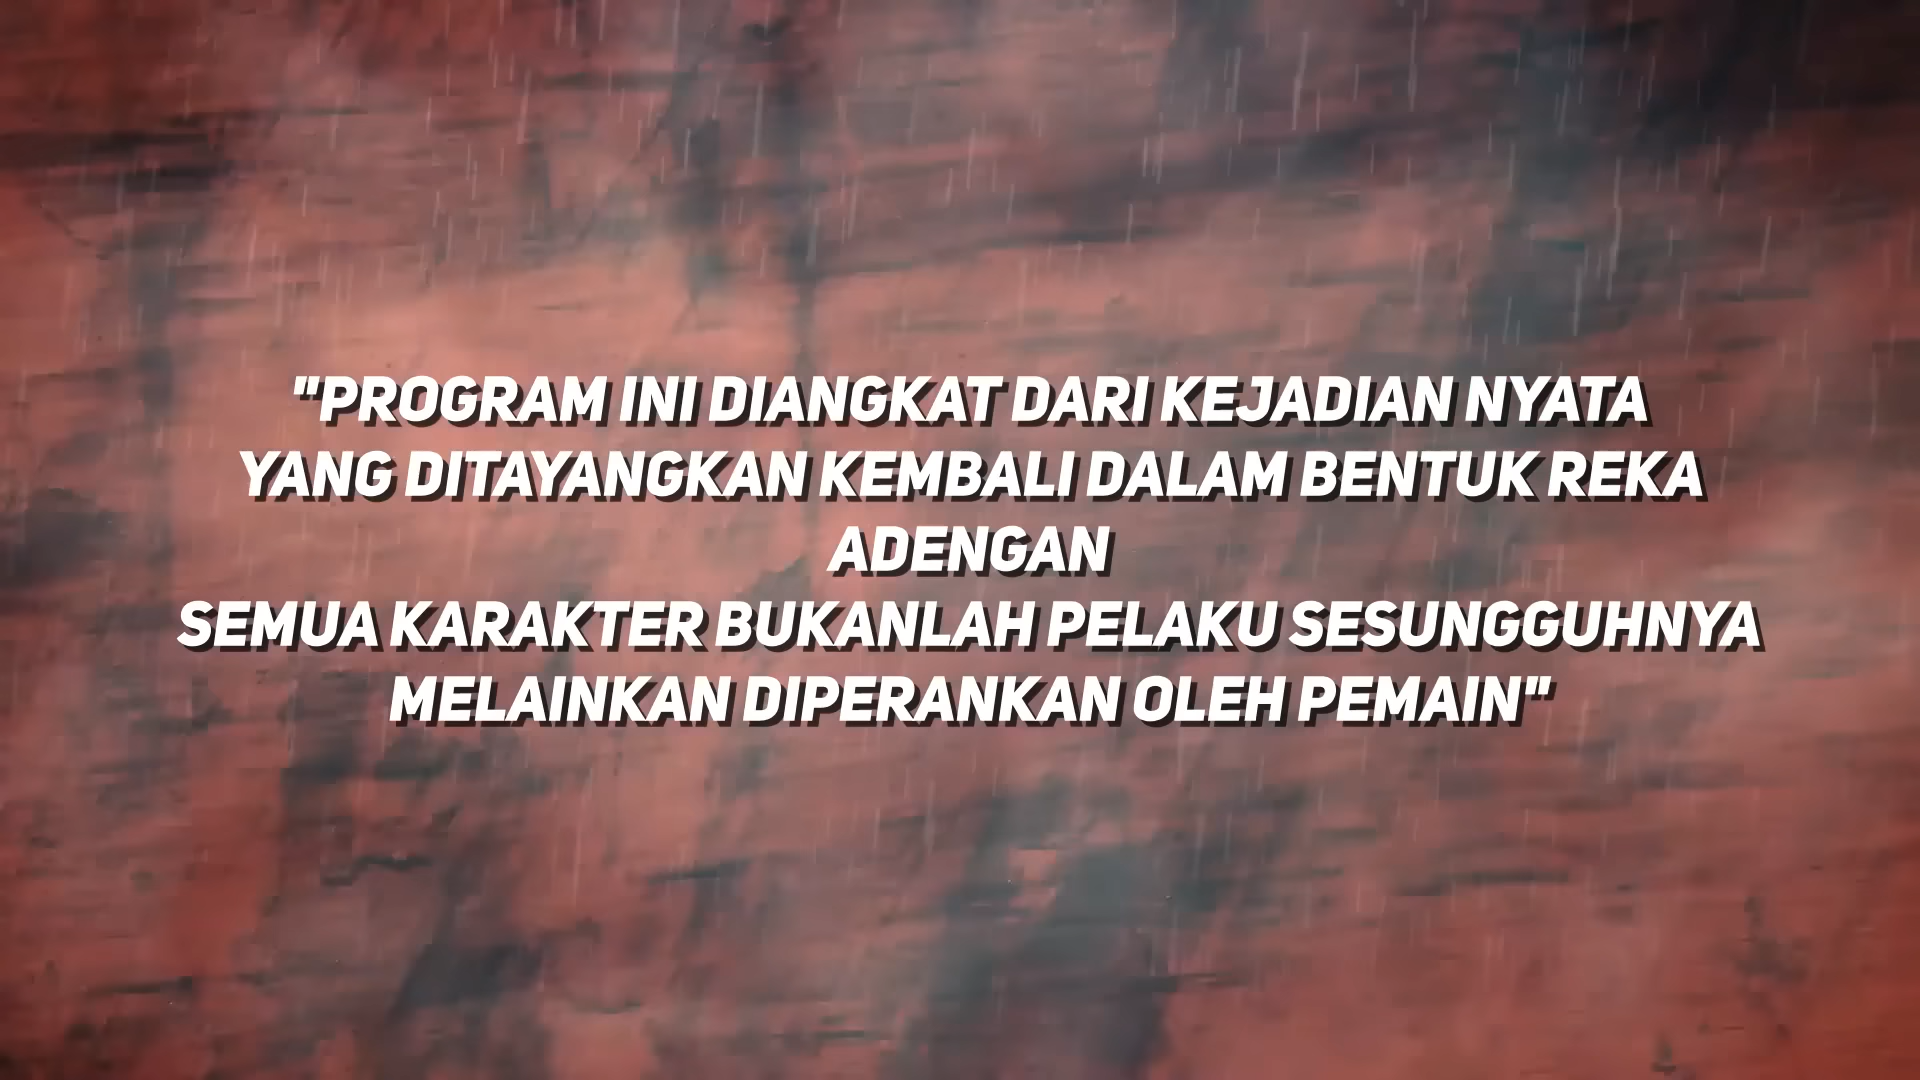 "PROGRAM INI DIANGKAT DARI KEJADIAN NYATA
YANG DITAYANGKAN KEMBALI DALAM BENTUK REKA
ADENGAN
SEMUA KARAKTER BUKANLAH PELAKU SESUNGGUHNYA
MELAINKAN DIPERANKAN OLEH PEMAIN"